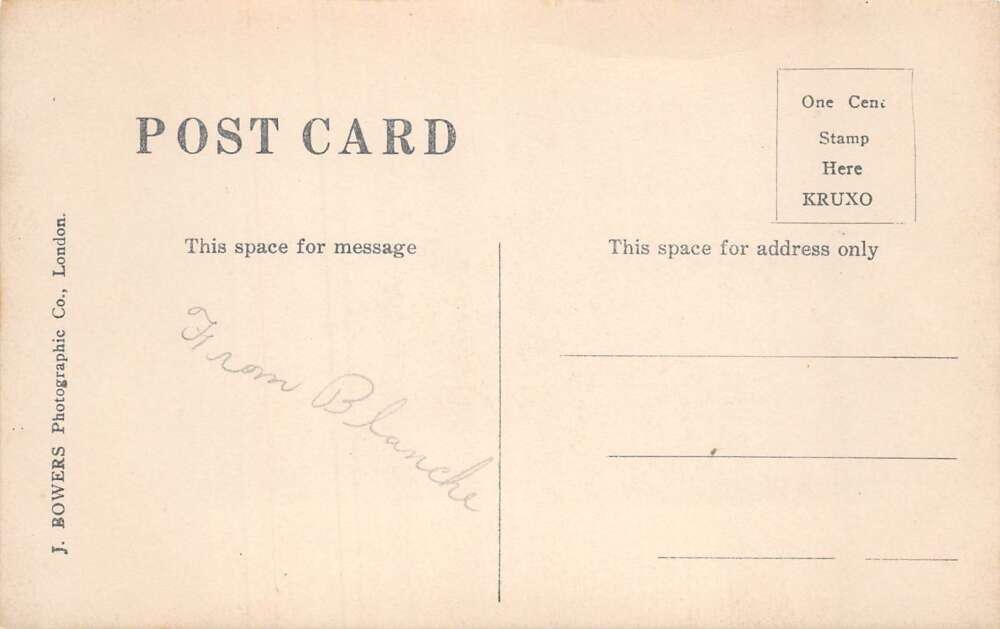 POST CARD
One Cent
Stamp
Here
KRUXO
This space for message
This space for address only
From Blanche
J. BOWERS Photographic Co., London.